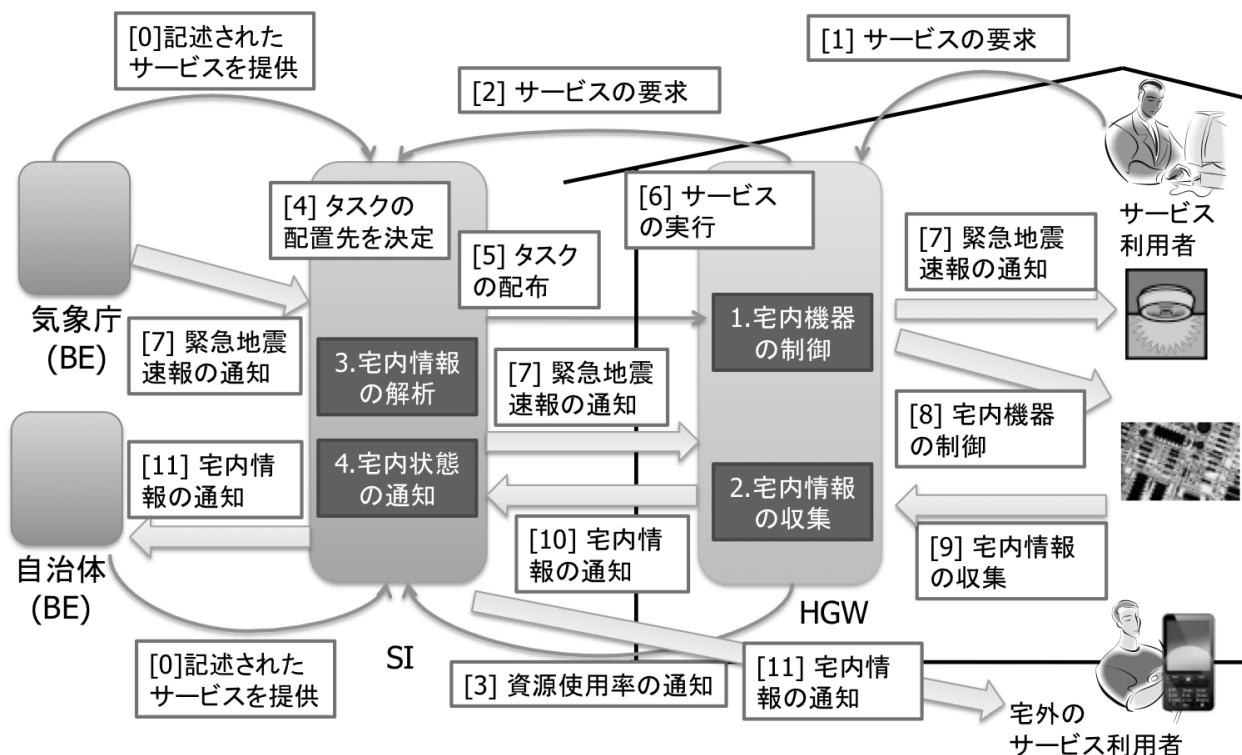 [0]記述された
サービスを提供
[1] サービスの要求
[2] サービスの要求
[4] タスクの
配置先を決定
[6] サービス
の実行
サービス
利用者
[5] タスク
の配布
[7] 緊急地震
速報の通知
気象庁
(BE)
[7] 緊急地震
速報の通知
3.宅内情報
の解析
[7] 緊急地震
速報の通知
1.宅内機器
の制御
[8] 宅内機器
の制御
[11] 宅内情
報の通知
4.宅内状態
の通知
2.宅内情報
の収集
[10] 宅内情
報の通知
[9] 宅内情報
の収集
自治体
(BE)
HGW
SI
[0]記述された
サービスを提供
[3] 資源使用率の通知
[11] 宅内情
報の通知
宅外の
サービス利用者